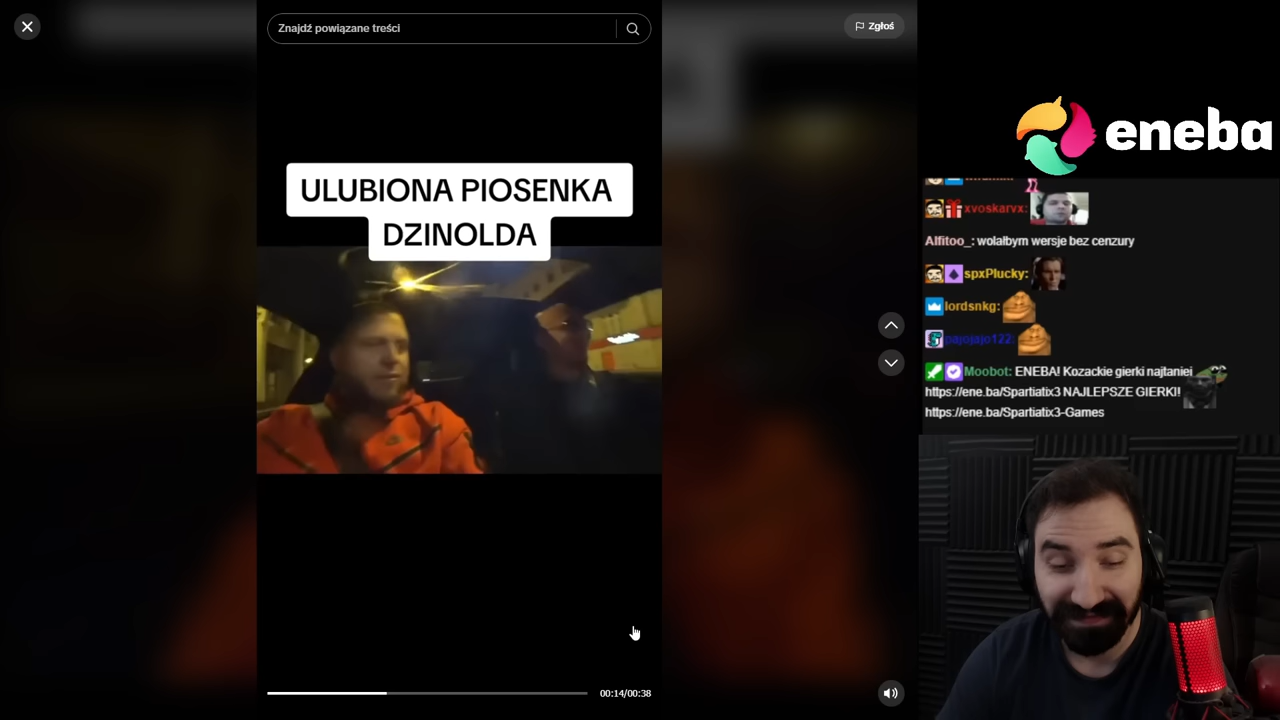 Znajdź powiązane treści
Zgłoś
ULUBIONA PIOSENKA
DZINOLDA
00:14/00:38
eneba
xvoskarvx:
Alfitoo_: wolałbym wersje bez cenzury
spxPlucky:
lordsnkg:
pajojajo122:
Moobot: ENEBA! Kozackie gierki najtaniej
https://ene.ba/Spartiatix3 NAJLEPSZE GIERKI!
https://ene.ba/Spartiatix3-Games